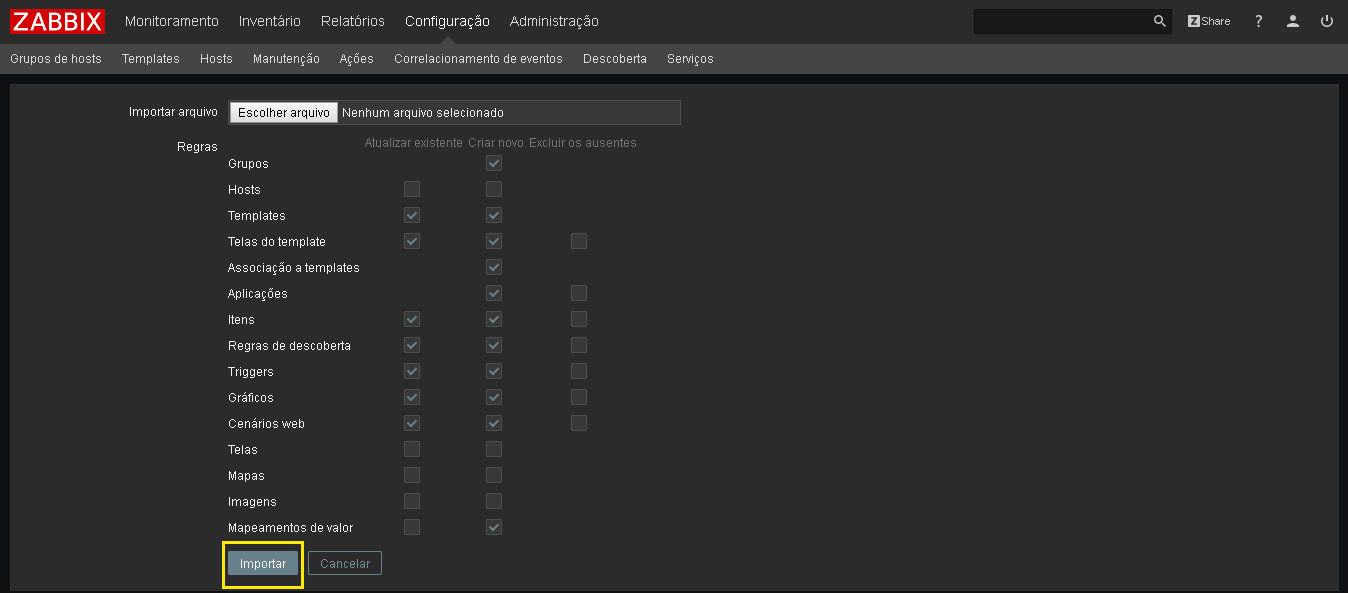 ZABBIX Monitoramento Inventário Relatórios Configuração Administração Z Share ?
Grupos de hosts Templates Hosts Manutenção Ações Correlacionamento de eventos Descoberta Serviços
Importar arquivo Escolher arquivo Nenhum arquivo selecionado
Regras Atualizar existente Criar novo Excluir os ausentes
Grupos
Hosts
Templates
Telas do template
Associação a templates
Aplicações
Itens
Regras de descoberta
Triggers
Gráficos
Cenários web
Telas
Mapas
Imagens
Mapeamentos de valor
Importar Cancelar